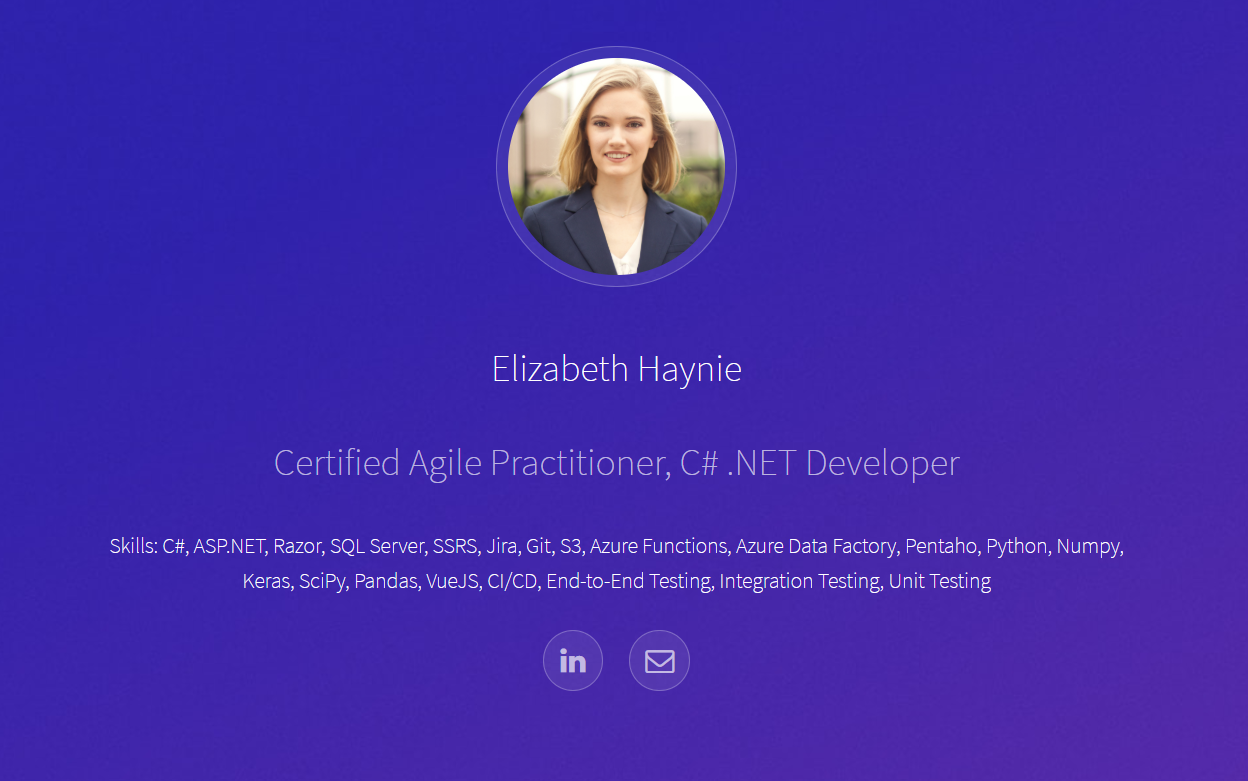 Elizabeth Haynie
Certified Agile Practitioner, C# .NET Developer
Skills: C#, ASP.NET, Razor, SQL Server, SSRS, Jira, Git, S3, Azure Functions, Azure Data Factory, Pentaho, Python, Numpy,
Keras, SciPy, Pandas, VueJS, CI/CD, End-to-End Testing, Integration Testing, Unit Testing
in